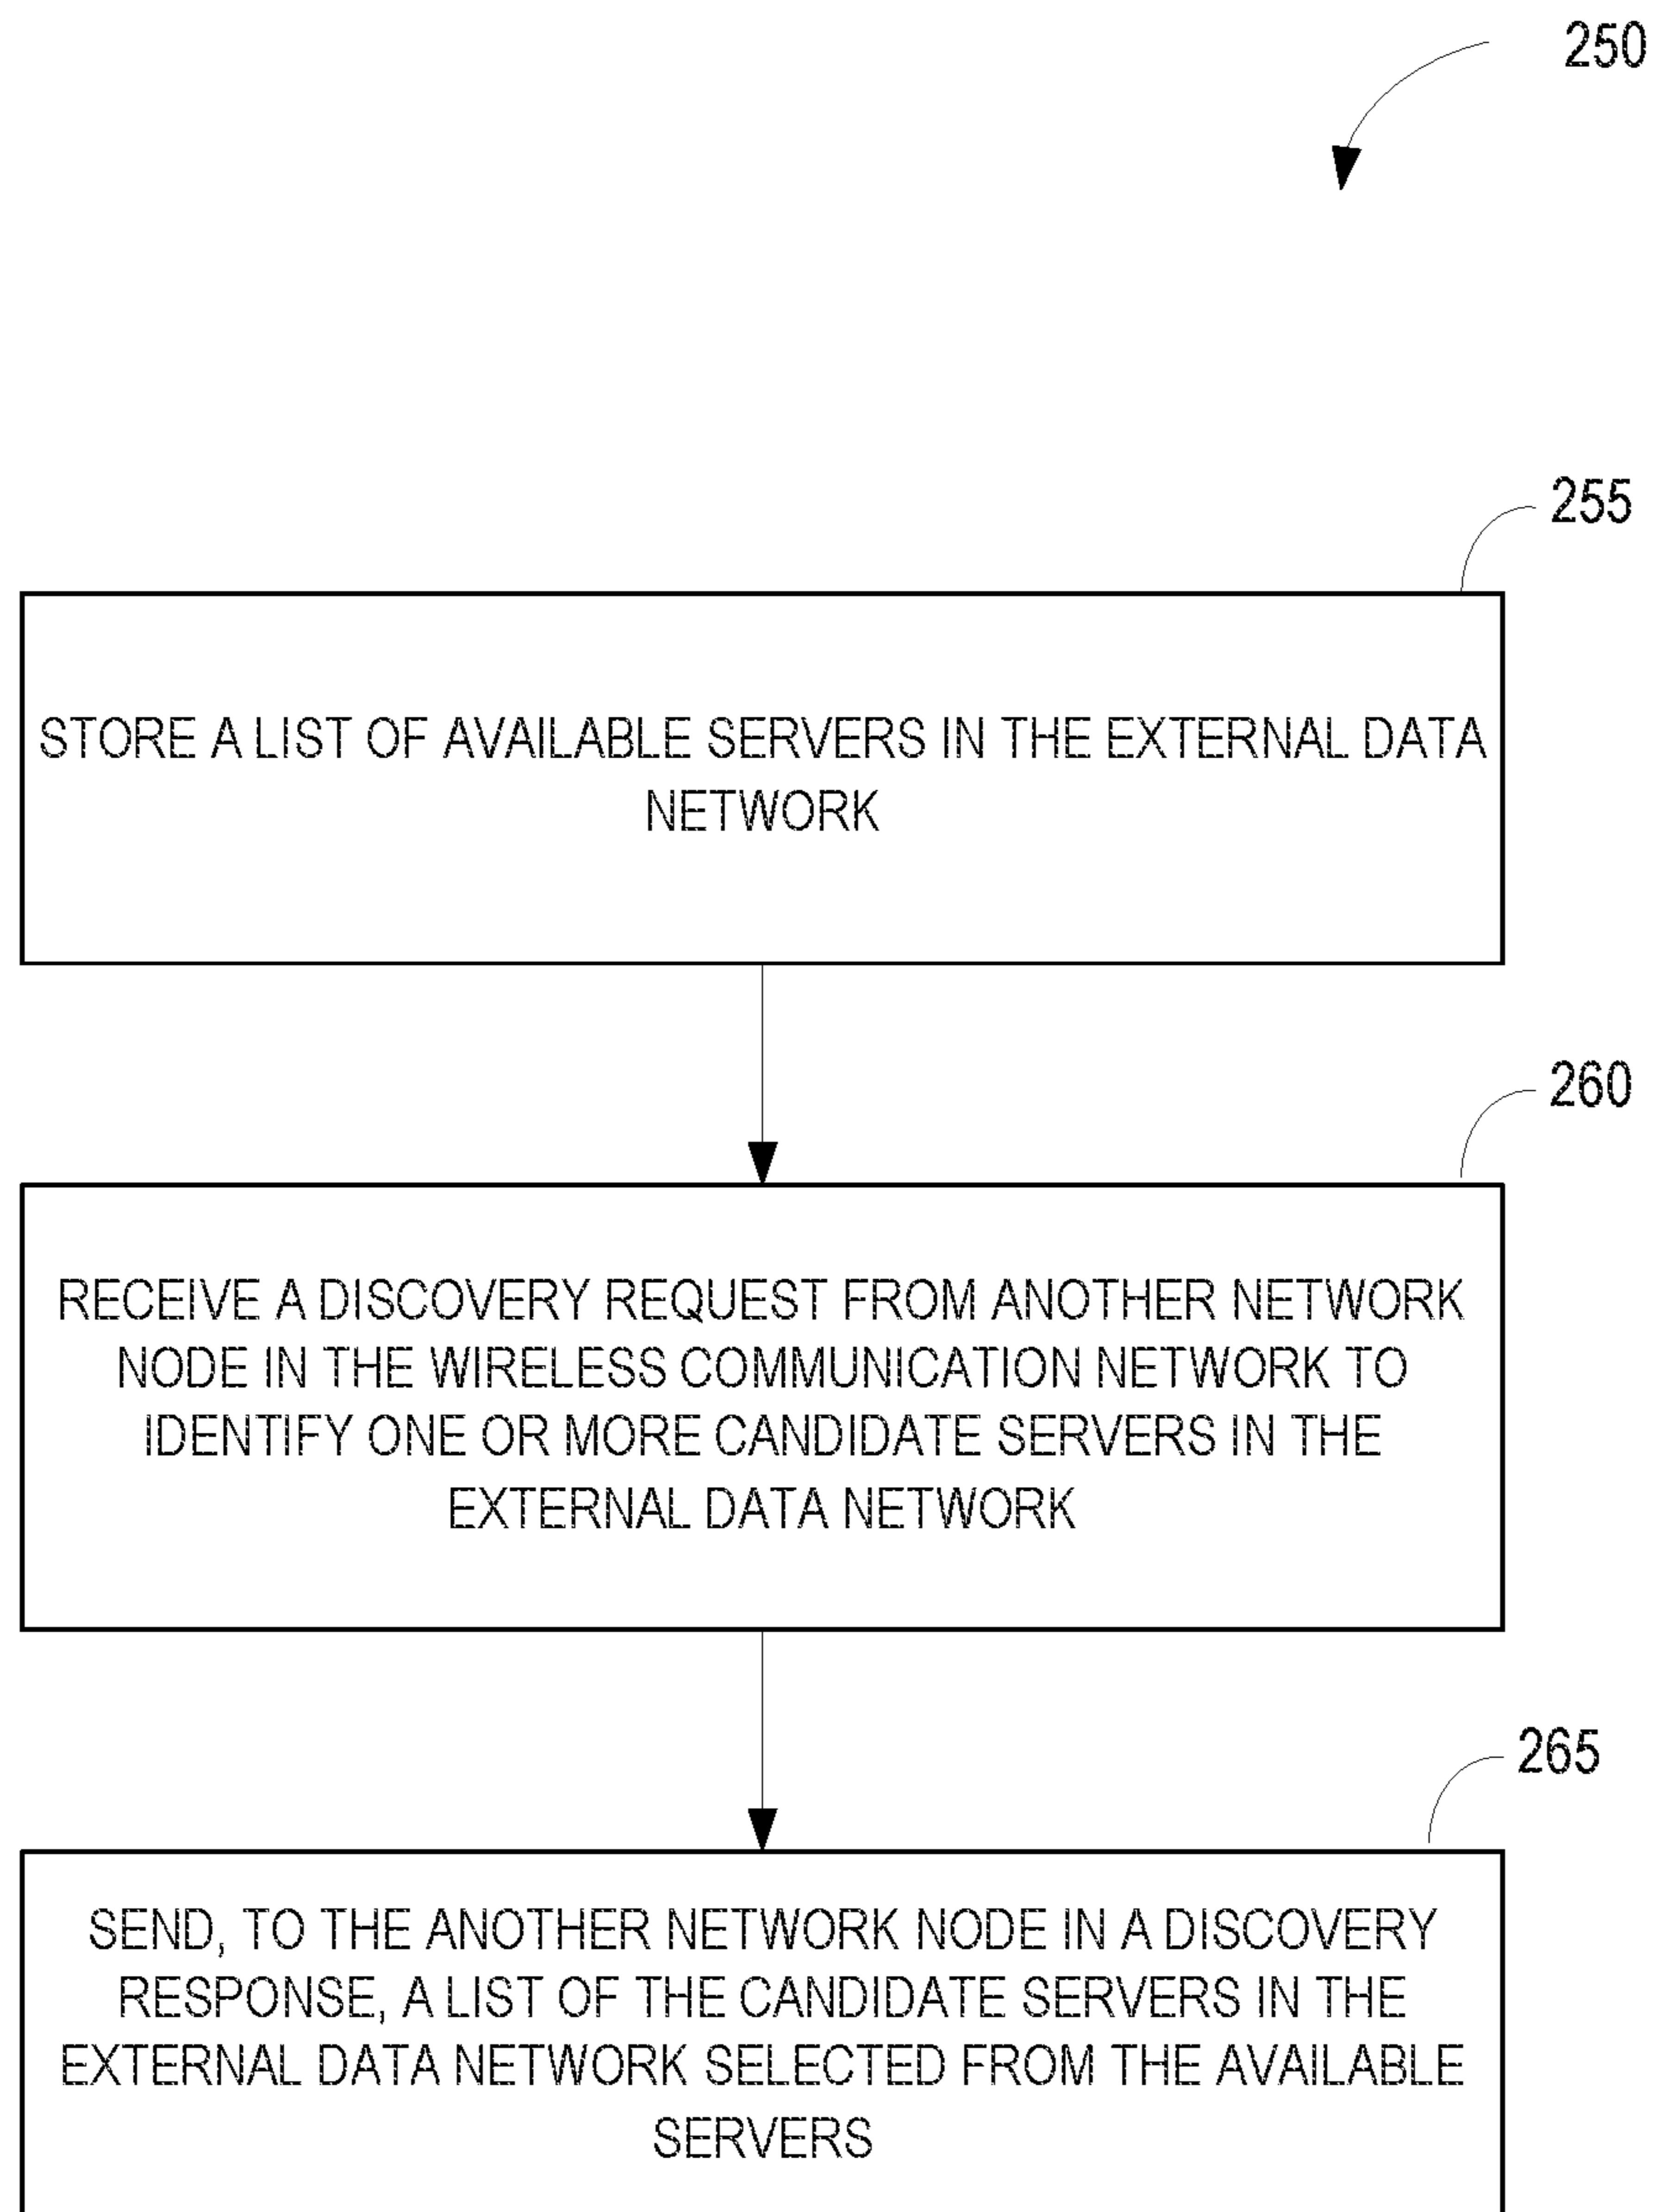 250
255
STORE A LIST OF AVAILABLE SERVERS IN THE EXTERNAL DATA
NETWORK
260
RECEIVE A DISCOVERY REQUEST FROM ANOTHER NETWORK
NODE IN THE WIRELESS COMMUNICATION NETWORK TO
IDENTIFY ONE OR MORE CANDIDATE SERVERS IN THE
EXTERNAL DATA NETWORK
265
SEND, TO THE ANOTHER NETWORK NODE IN A DISCOVERY
RESPONSE, A LIST OF THE CANDIDATE SERVERS IN THE
EXTERNAL DATA NETWORK SELECTED FROM THE AVAILABLE
SERVERS